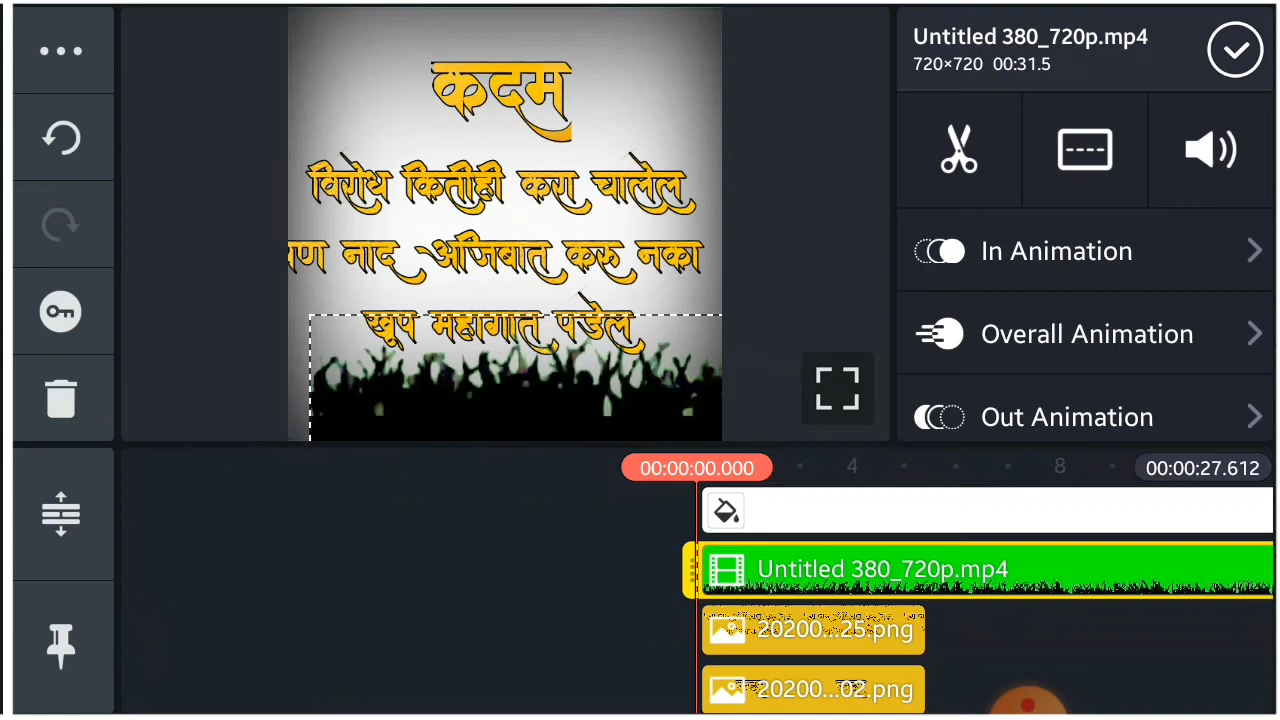 Untitled 380_720p.mp4
720×720 00:31.5
कदम
विरोध कितीही करा चालेल
पण नाद अजिबात करू नका
खूप महागात पडेल
In Animation
Overall Animation
Out Animation
00:00:00.000
4
8
00:00:27.612
Untitled 380_720p.mp4
20200...25.png
20200...02.png